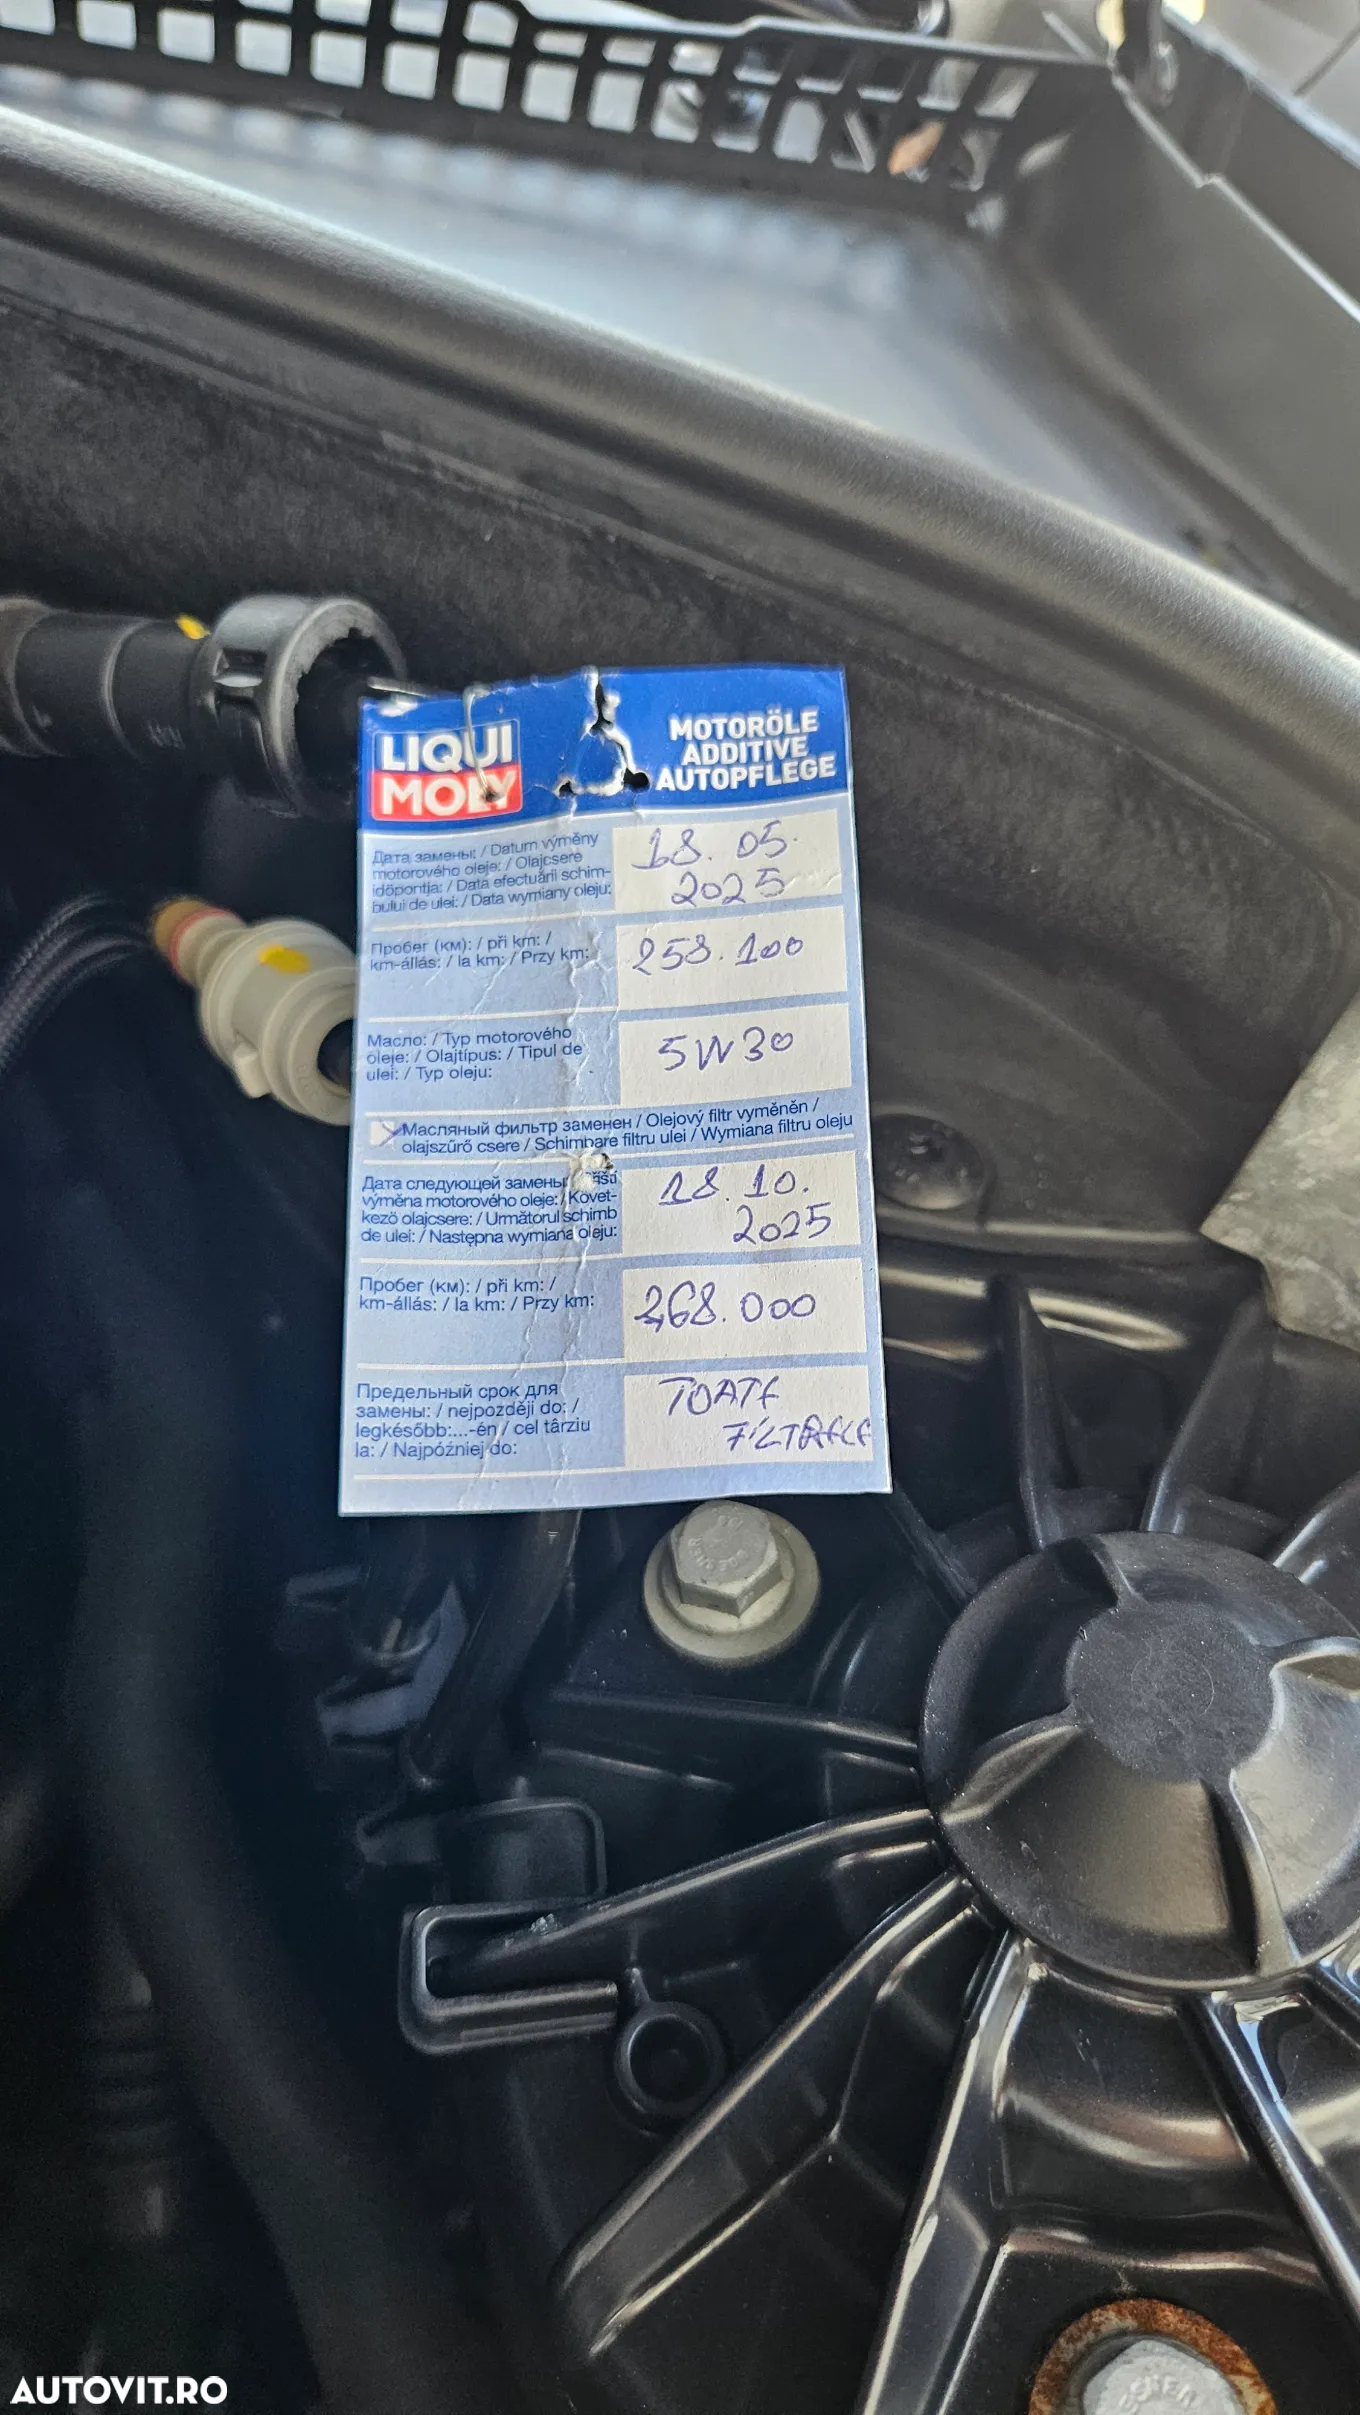 LIQUI
MOLY
MOTORÖLE
ADDITIVE
AUTOPFLEGE
Дата замены: / Datum výměny
motorového oleje: / Olajcsere
időpontja: / Data efectuării schim-
bului de ulei: / Data wymiany oleju:
18.05.
2025
Пробег (км): / při km: /
km-állás: / la km: / Przy km:
258.100
Масло: / Typ motorového
oleje: / Olajtípus: / Tipul de
ulei: / Typ oleju:
5W30
Масляный фильтр заменен / Olejový filtr vyměněn /
olajszűrő csere / Schimbare filtru ulei / Wymiana filtru oleju
Дата следующей замены:
výměna motorového oleje: / Követ-
kező olajcsere: / Următorul schimb
de ulei: / Następna wymiana oleju:
18.10.
2025
Пробег (км): / při km: /
km-állás: / la km: / Przy km:
268.000
Предельный срок для
замены: / nejpozději do: /
legkésőbb:...-én / cel târziu
la: / Najpóźniej do:
TOATE
FILTRELE
AUTOVIT.RO